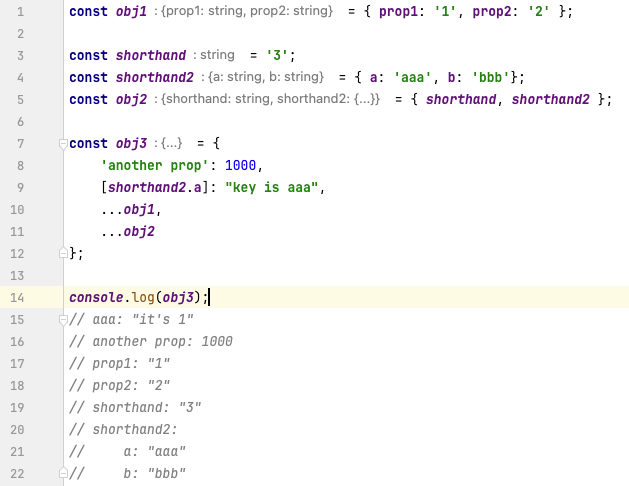 1 const obj1 : {prop1: string, prop2: string} = { prop1: '1', prop2: '2' };
2
3 const shorthand : string = '3';
4 const shorthand2 : {a: string, b: string} = { a: 'aaa', b: 'bbb'};
5 const obj2 : {shorthand: string, shorthand2: {...}} = { shorthand, shorthand2 };
6
7 const obj3 : {...} = {
8     'another prop': 1000,
9     [shorthand2.a]: "key is aaa",
10     ...obj1,
11     ...obj2
12 };
13
14 console.log(obj3);
15 // aaa: "it's 1"
16 // another prop: 1000
17 // prop1: "1"
18 // prop2: "2"
19 // shorthand: "3"
20 // shorthand2:
21 //     a: "aaa"
22 //     b: "bbb"